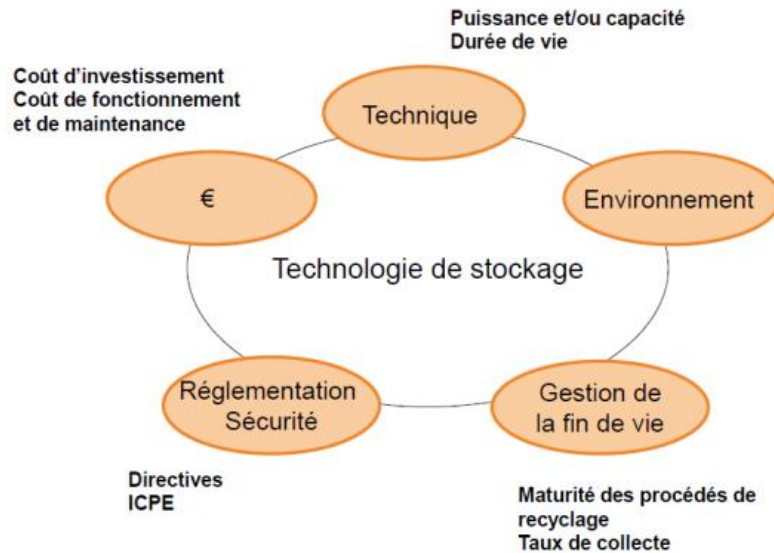 Puissance et/ou capacité
Durée de vie
Coût d'investissement
Coût de fonctionnement
et de maintenance
Technique
€
Environnement
Technologie de stockage
Réglementation
Sécurité
Gestion de
la fin de vie
Directives
ICPE
Maturité des procédés de
recyclage
Taux de collecte